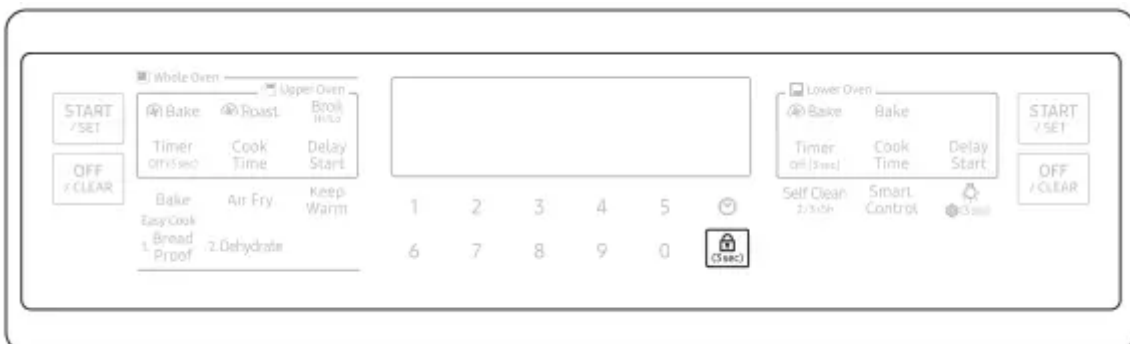 Whole Oven
Upper Oven
START
/ SET
OFF
/ CLEAR
Bake
Roast
Broil
Hi/Lo
Timer
Off (3 sec)
Cook
Time
Delay
Start
Bake
Air Fry
Keep
Warm
Easy Cook
1. Bread
Proof
2. Dehydrate
1 2 3 4 5
6 7 8 9 0
(3 sec)
Lower Oven
Bake
Bake
Timer
Off (3 sec)
Cook
Time
Delay
Start
Self Clean
2/3/5h
Smart
Control
(3 sec)
START
/ SET
OFF
/ CLEAR